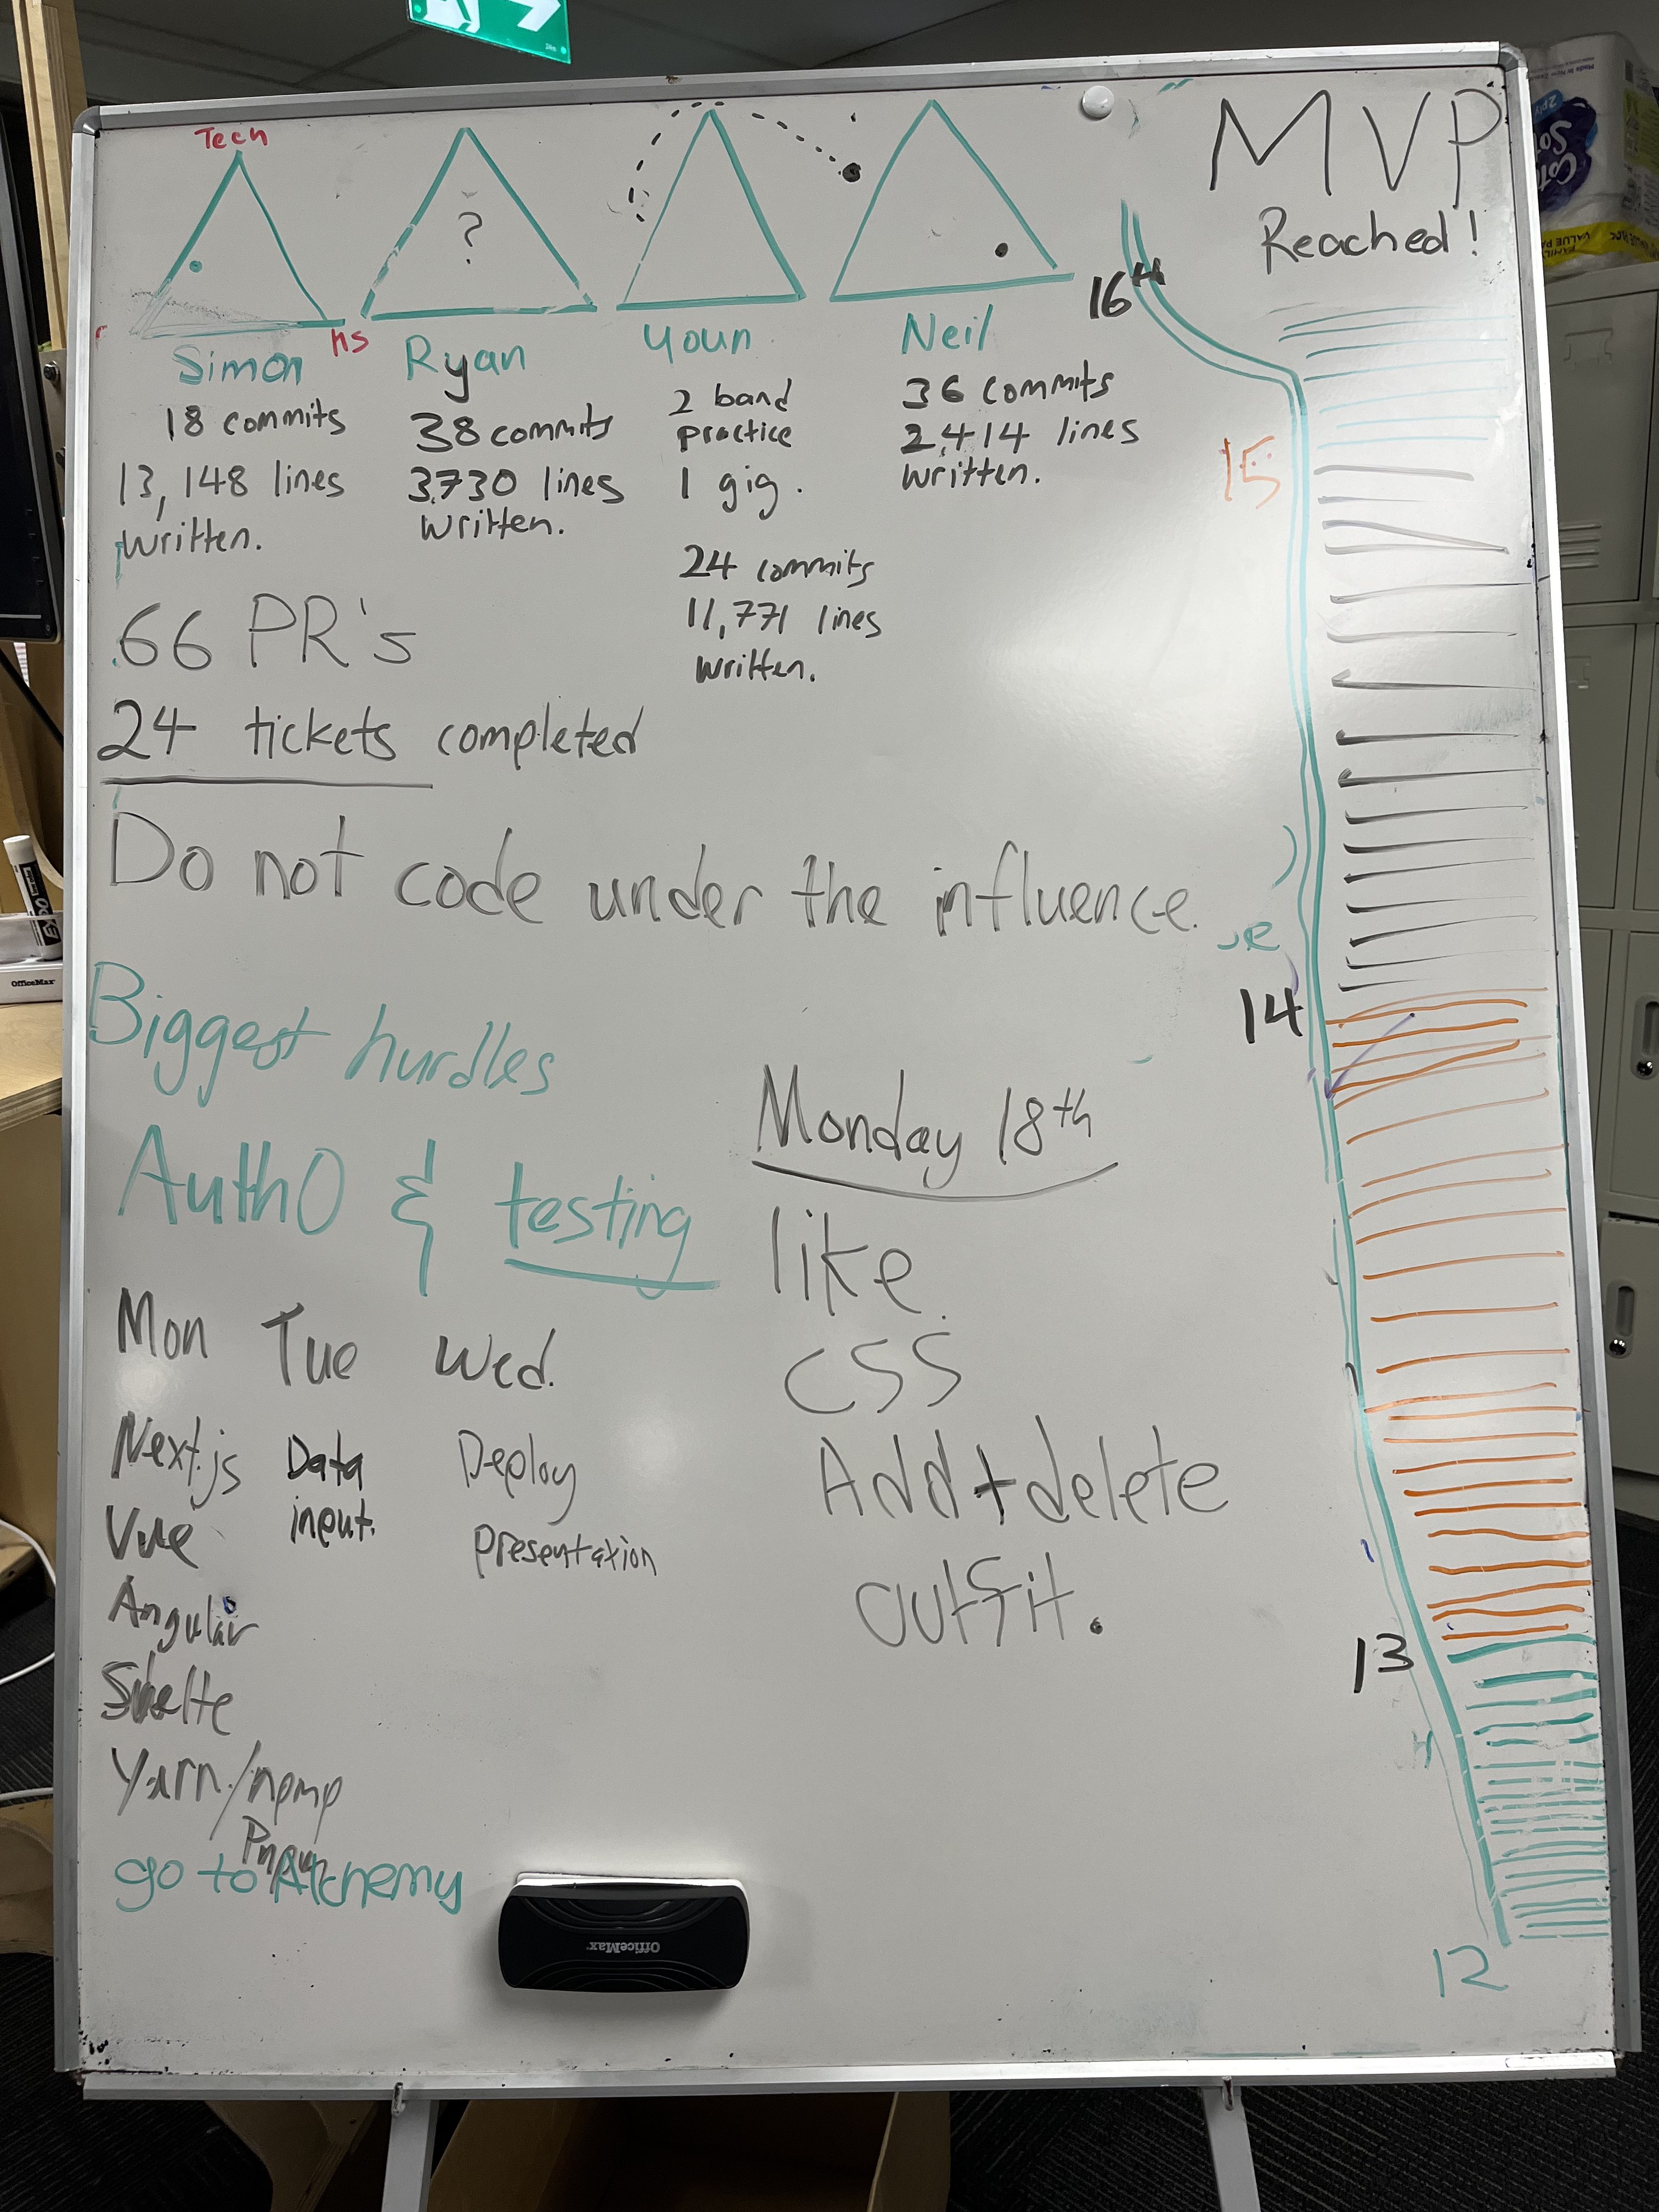 Tech
?
hs
Simon
18 commits
13,148 lines
written.
Ryan
38 commits
3,730 lines
written.
Youn
2 band
practice
1 gig.
24 commits
11,771 lines
written.
Neil
36 commits
2,414 lines
written.
MVP
Reached!
16th
15
14
13
12
66 PR's
24 tickets completed
Do not code under the influence.
Biggest hurdles
Auth0 & testing
Mon Tue Wed.
Next.js
Vue
Angular
Svelte
Yarn/npmp
Data
input.
Deploy
presentation
go to Alchemy
Monday 18th
like.
CSS
Add + delete
outfit.
OfficeMax
OfficeMax